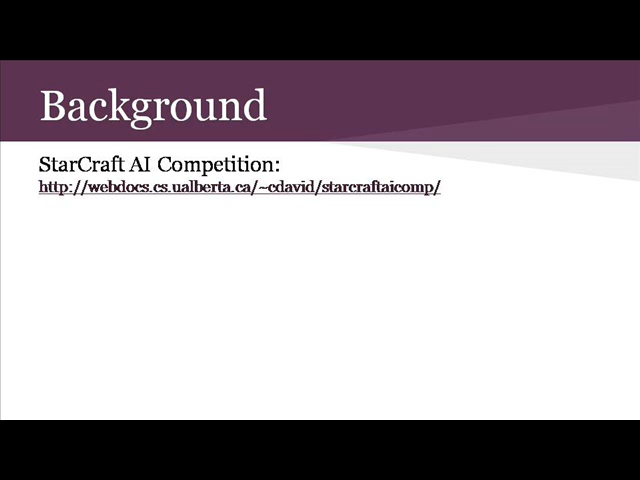 Background
StarCraft AI Competition:
http://webdocs.cs.ualberta.ca/~cdavid/starcraftaicomp/